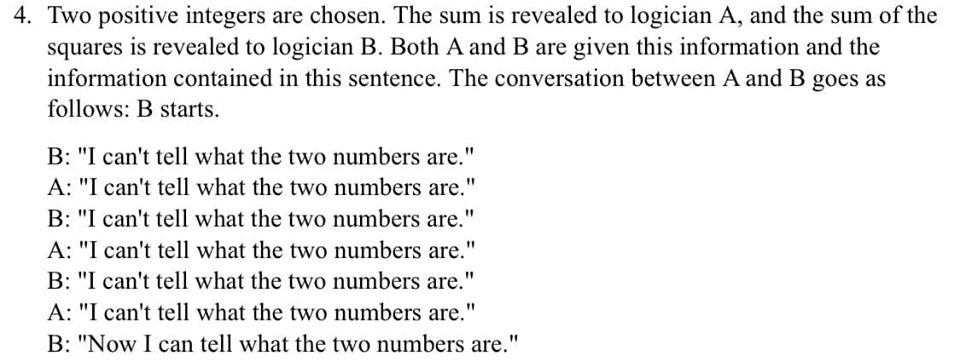 4. Two positive integers are chosen. The sum is revealed to logician A, and the sum of the
squares is revealed to logician B. Both A and B are given this information and the
information contained in this sentence. The conversation between A and B goes as
follows: B starts.
B: "I can't tell what the two numbers are."
A: "I can't tell what the two numbers are."
B: "I can't tell what the two numbers are."
A: "I can't tell what the two numbers are."
B: "I can't tell what the two numbers are."
A: "I can't tell what the two numbers are."
B: "Now I can tell what the two numbers are."